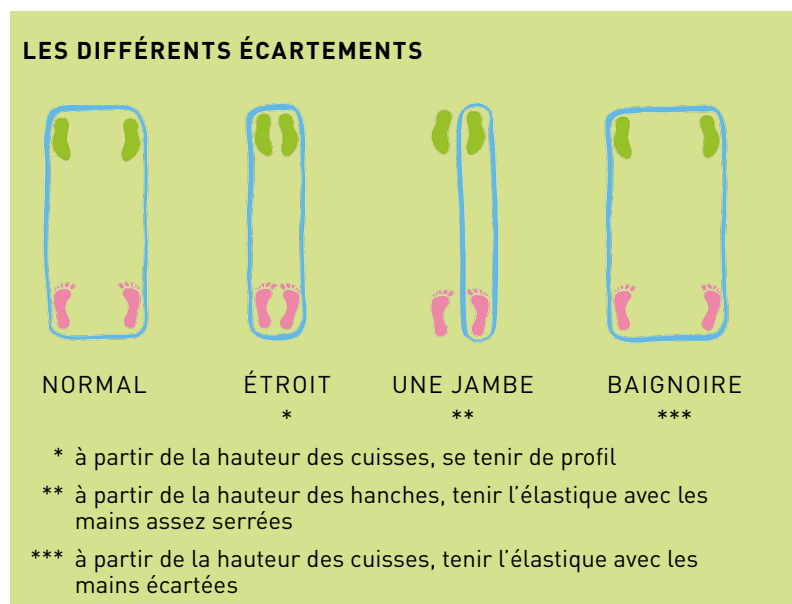 LES DIFFÉRENTS ÉCARTEMENTS
NORMAL
ÉTROIT
*
UNE JAMBE
**
BAIGNOIRE
***
* à partir de la hauteur des cuisses, se tenir de profil
** à partir de la hauteur des hanches, tenir l’élastique avec les
mains assez serrées
*** à partir de la hauteur des cuisses, tenir l’élastique avec les
mains écartées